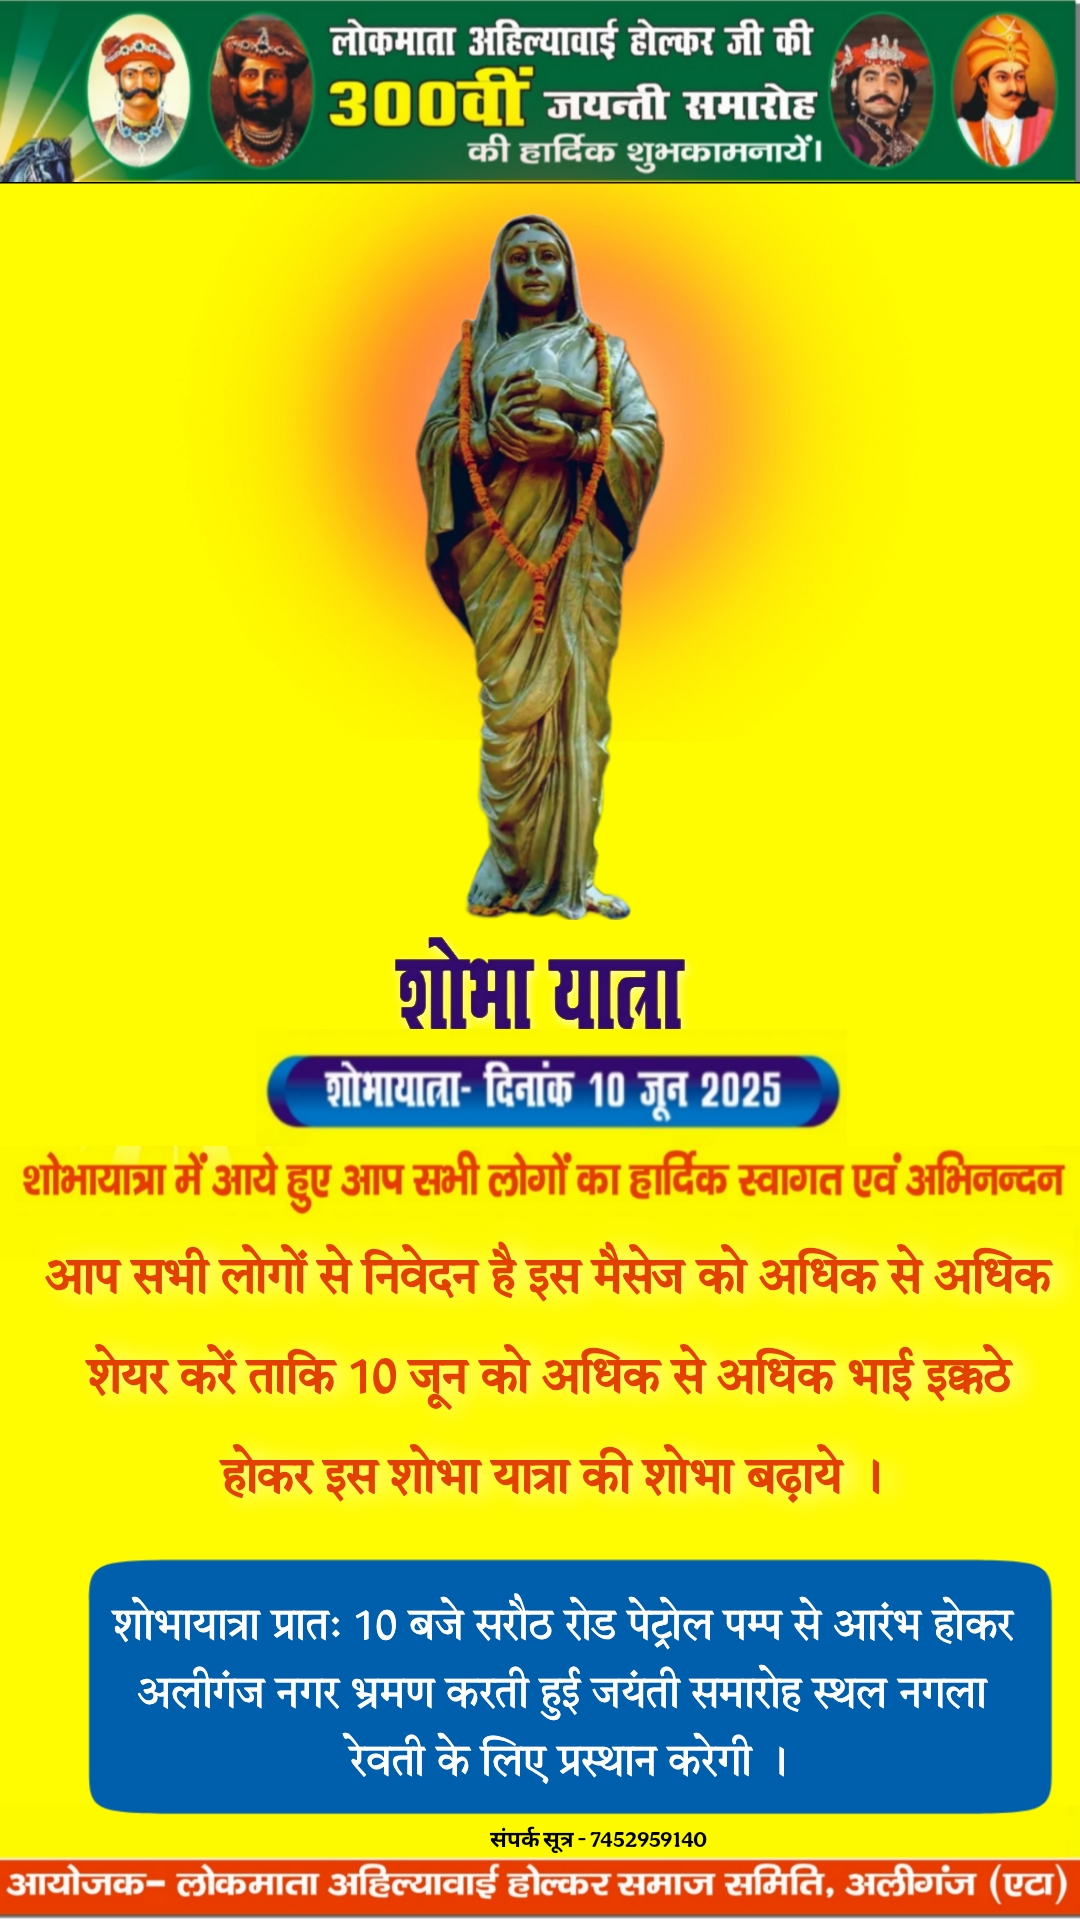 लोकमाता अहिल्यावाई होल्कर जी की
300वीं जयन्ती समारोह
की हार्दिक शुभकामनायें।
शोभा यात्रा
शोभायात्रा- दिनांक 10 जून 2025
शोभायात्रा में आये हुए आप सभी लोगों का हार्दिक स्वागत एवं अभिनन्दन
आप सभी लोगों से निवेदन है इस मैसेज को अधिक से अधिक
शेयर करें ताकि 10 जून को अधिक से अधिक भाई इक्कठे
होकर इस शोभा यात्रा की शोभा बढ़ाये ।
शोभायात्रा प्रातः 10 बजे सरौठ रोड पेट्रोल पम्प से आरंभ होकर
अलीगंज नगर भ्रमण करती हुई जयंती समारोह स्थल नगला
रेवती के लिए प्रस्थान करेगी ।
संपर्क सूत्र - 7452959140
आयोजक- लोकमाता अहिल्यावाई होल्कर समाज समिति, अलीगंज (एटा)